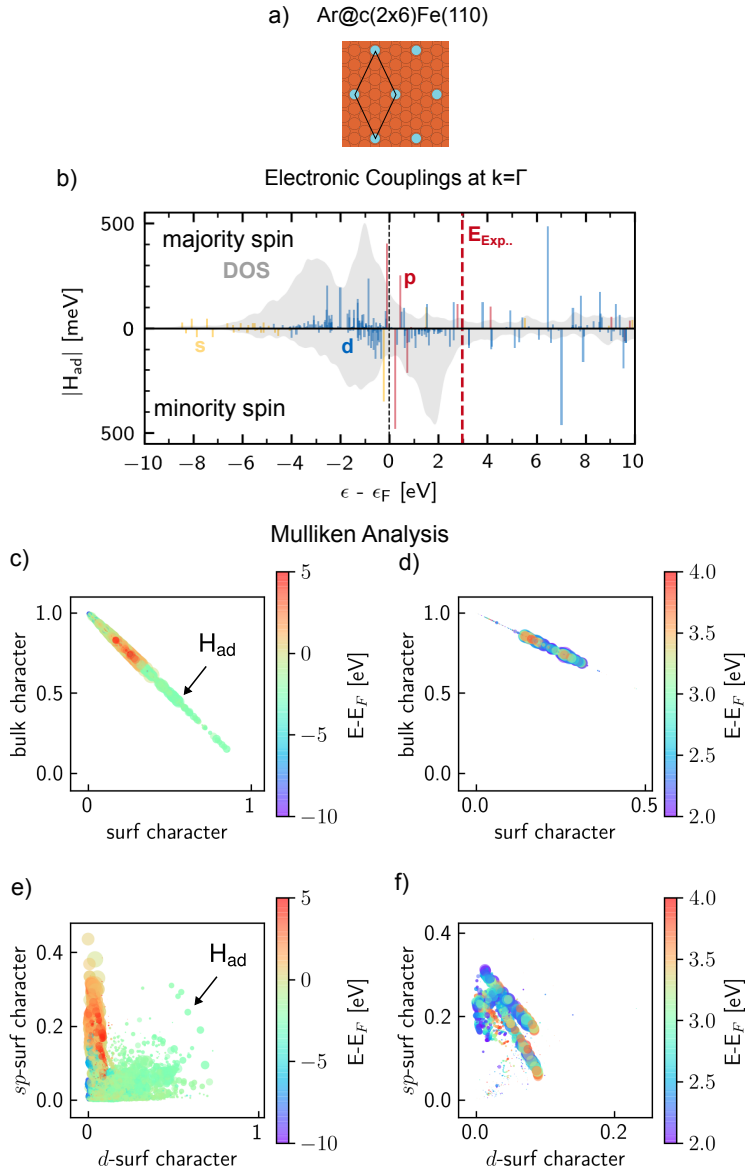 a) Ar@c(2x6)Fe(110)
b) Electronic Couplings at k=Γ
|H_ad| [meV]
500
0
500
majority spin
DOS
E_Exp..
p
s
d
minority spin
−10 −8 −6 −4 −2 0 2 4 6 8 10
ϵ - ϵ_F [eV]
Mulliken Analysis
c)
bulk character
1.0
0.5
0.0
H_ad
0 1
surf character
5
0
−5
−10
E-E_F [eV]
d)
bulk character
1.0
0.5
0.0
0.0 0.5
surf character
4.0
3.5
3.0
2.5
2.0
E-E_F [eV]
e)
sp-surf character
0.4
0.2
0.0
H_ad
0 1
d-surf character
5
0
−5
−10
E-E_F [eV]
f)
sp-surf character
0.4
0.2
0.0
0.0 0.2
d-surf character
4.0
3.5
3.0
2.5
2.0
E-E_F [eV]